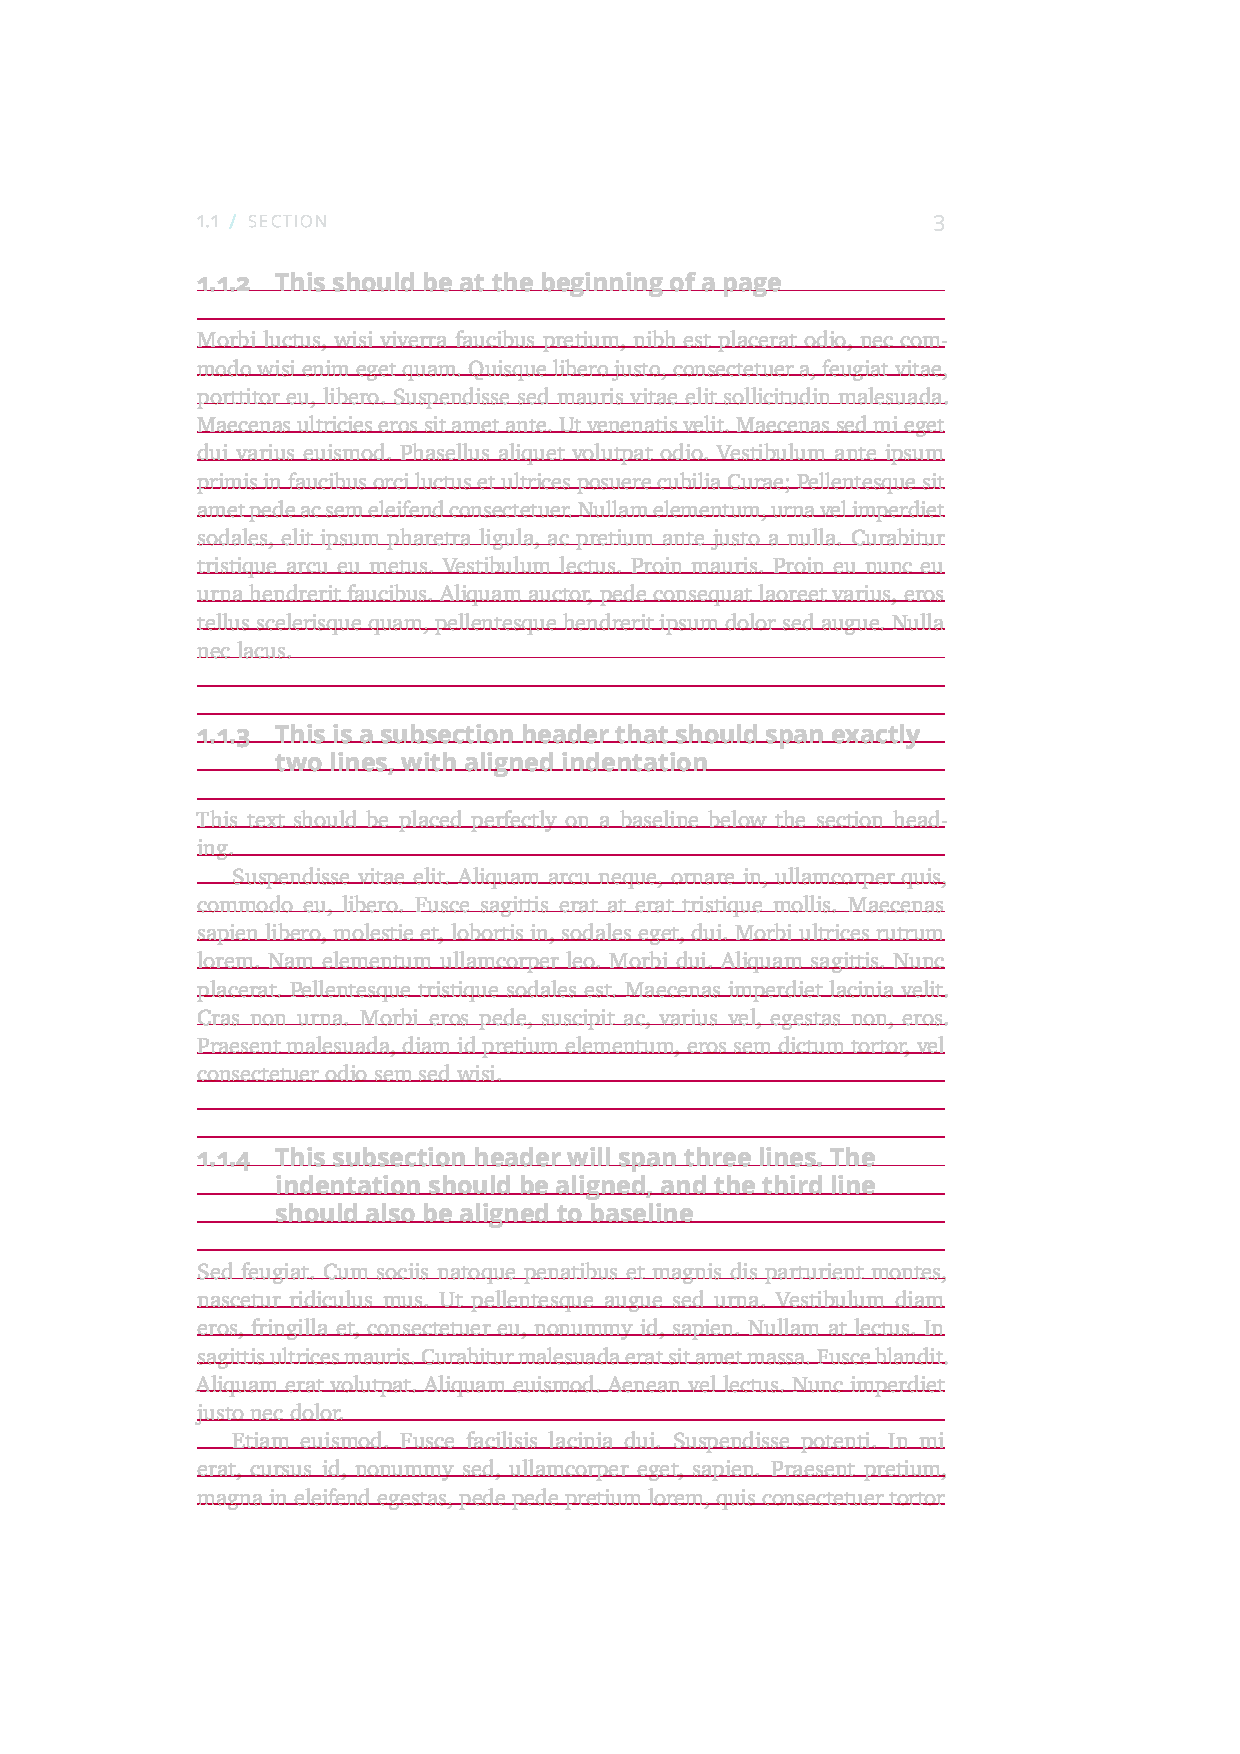 1.1 / SECTION 3
1.1.2 This should be at the beginning of a page
Morbi luctus, wisi viverra faucibus pretium, nibh est placerat odio, nec com-
modo wisi enim eget quam. Quisque libero justo, consectetuer a, feugiat vitae,
porttitor eu, libero. Suspendisse sed mauris vitae elit sollicitudin malesuada.
Maecenas ultricies eros sit amet ante. Ut venenatis velit. Maecenas sed mi eget
dui varius euismod. Phasellus aliquet volutpat odio. Vestibulum ante ipsum
primis in faucibus orci luctus et ultrices posuere cubilia Curae; Pellentesque sit
amet pede ac sem eleifend consectetuer. Nullam elementum, urna vel imperdiet
sodales, elit ipsum pharetra ligula, ac pretium ante justo a nulla. Curabitur
tristique arcu eu metus. Vestibulum lectus. Proin mauris. Proin eu nunc eu
urna hendrerit faucibus. Aliquam auctor, pede consequat laoreet varius, eros
tellus scelerisque quam, pellentesque hendrerit ipsum dolor sed augue. Nulla
nec lacus.
1.1.3 This is a subsection header that should span exactly
two lines, with aligned indentation
This text should be placed perfectly on a baseline below the section head-
ing.
Suspendisse vitae elit. Aliquam arcu neque, ornare in, ullamcorper quis,
commodo eu, libero. Fusce sagittis erat at erat tristique mollis. Maecenas
sapien libero, molestie et, lobortis in, sodales eget, dui. Morbi ultrices rutrum
lorem. Nam elementum ullamcorper leo. Morbi dui. Aliquam sagittis. Nunc
placerat. Pellentesque tristique sodales est. Maecenas imperdiet lacinia velit.
Cras non urna. Morbi eros pede, suscipit ac, varius vel, egestas non, eros.
Praesent malesuada, diam id pretium elementum, eros sem dictum tortor, vel
consectetuer odio sem sed wisi.
1.1.4 This subsection header will span three lines. The
indentation should be aligned, and the third line
should also be aligned to baseline
Sed feugiat. Cum sociis natoque penatibus et magnis dis parturient montes,
nascetur ridiculus mus. Ut pellentesque augue sed urna. Vestibulum diam
eros, fringilla et, consectetuer eu, nonummy id, sapien. Nullam at lectus. In
sagittis ultrices mauris. Curabitur malesuada erat sit amet massa. Fusce blandit.
Aliquam erat volutpat. Aliquam euismod. Aenean vel lectus. Nunc imperdiet
justo nec dolor.
Etiam euismod. Fusce facilisis lacinia dui. Suspendisse potenti. In mi
erat, cursus id, nonummy sed, ullamcorper eget, sapien. Praesent pretium,
magna in eleifend egestas, pede pede pretium lorem, quis consectetuer tortor